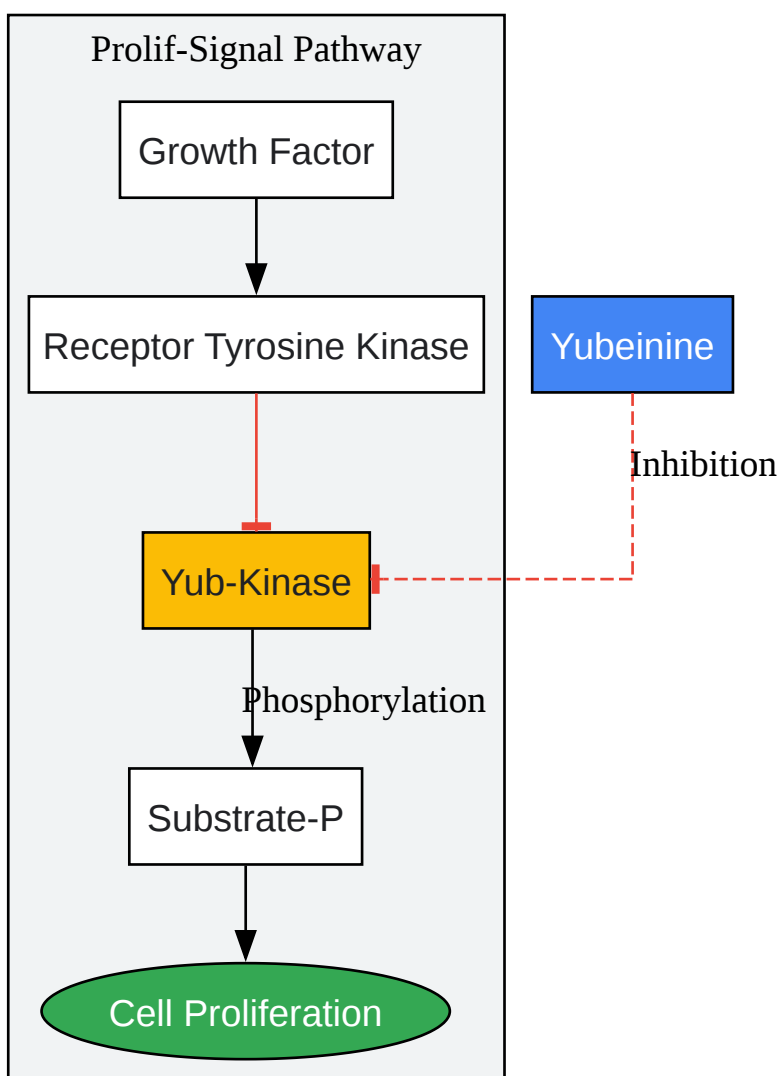 Prolif-Signal Pathway
Growth Factor
Receptor Tyrosine Kinase
Yubeinine
Inhibition
Yub-Kinase
Phosphorylation
Substrate-P
Cell Proliferation